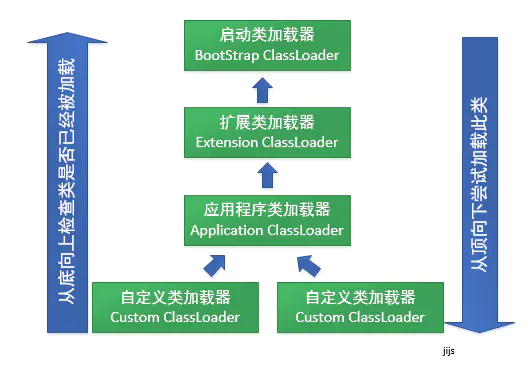 从底向上检查类是否已经被加载
启动类加载器
BootStrap ClassLoader
扩展类加载器
Extension ClassLoader
应用程序类加载器
Application ClassLoader
自定义类加载器
Custom ClassLoader
自定义类加载器
Custom ClassLoader
从顶向下尝试加载此类
jijs